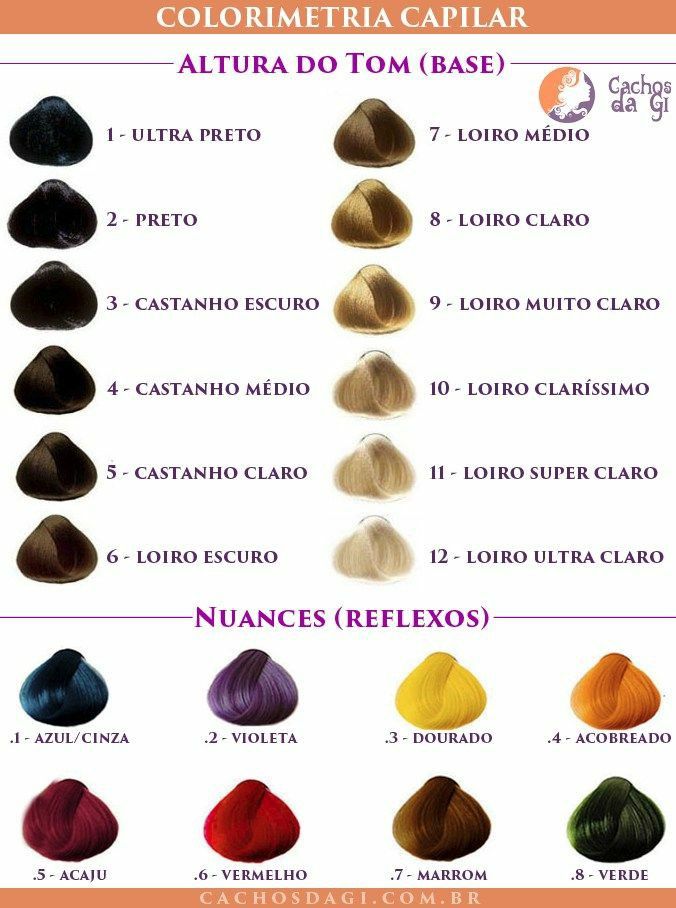 COLORIMETRIA CAPILAR
ALTURA DO TOM (BASE)
Cachos
da Gi
1 - ULTRA PRETO
2 - PRETO
3 - CASTANHO ESCURO
4 - CASTANHO MÉDIO
5 - CASTANHO CLARO
6 - LOIRO ESCURO
7 - LOIRO MÉDIO
8 - LOIRO CLARO
9 - LOIRO MUITO CLARO
10 - LOIRO CLARÍSSIMO
11 - LOIRO SUPER CLARO
12 - LOIRO ULTRA CLARO
NUANCES (REFLEXOS)
.1 - AZUL/CINZA
.2 - VIOLETA
.3 - DOURADO
.4 - ACOBREADO
.5 - ACAJU
.6 - VERMELHO
.7 - MARROM
.8 - VERDE
CACHOSDAGI.COM.BR